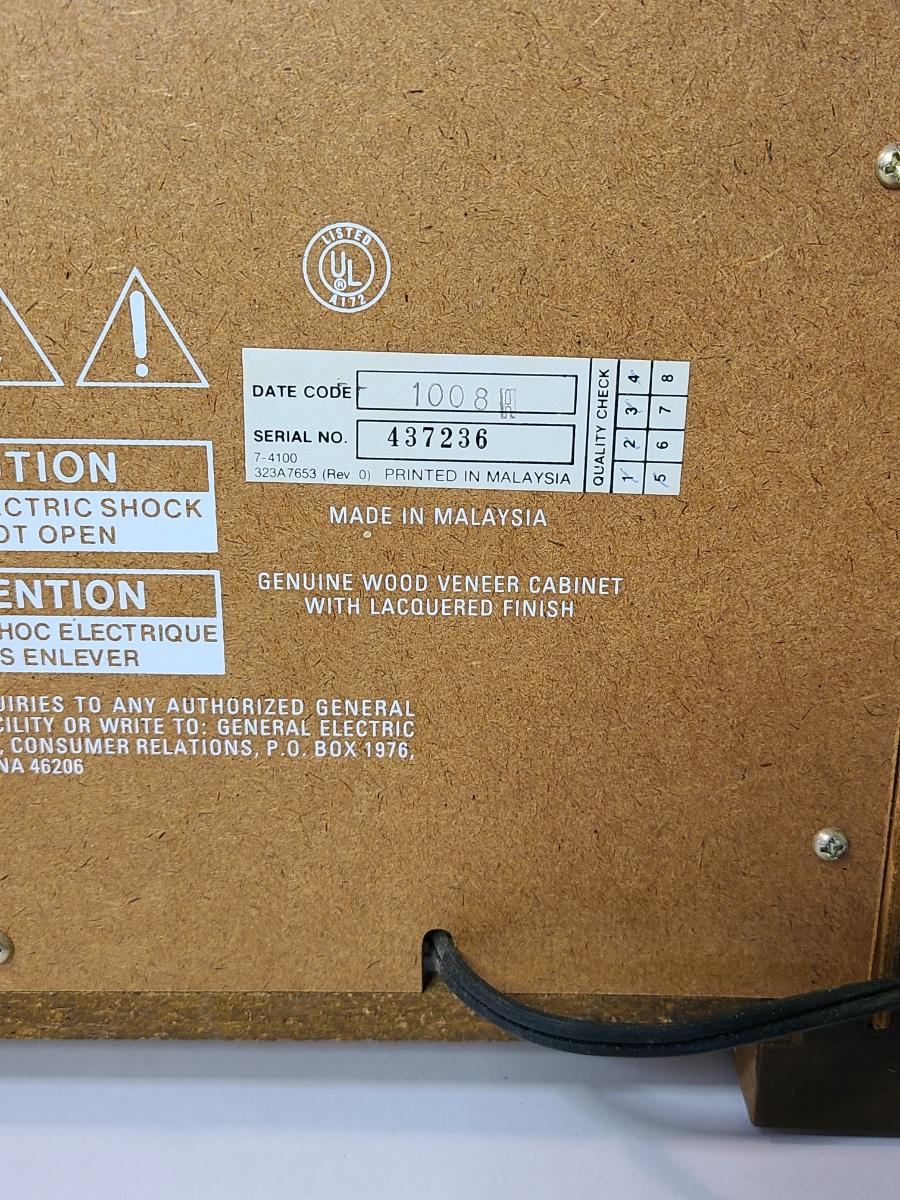 LISTED
UL
®
A172
!
DATE CODE 1008
SERIAL NO. 437236
7-4100
323A7653 (Rev. 0) PRINTED IN MALAYSIA
QUALITY CHECK
1 2 3 4
5 6 7 8
MADE IN MALAYSIA
GENUINE WOOD VENEER CABINET
WITH LACQUERED FINISH
UTION
ECTRIC SHOCK
OT OPEN
ENTION
HOC ELECTRIQUE
S ENLEVER
UIRIES TO ANY AUTHORIZED GENERAL
CILITY OR WRITE TO: GENERAL ELECTRIC
, CONSUMER RELATIONS, P.O. BOX 1976,
NA 46206